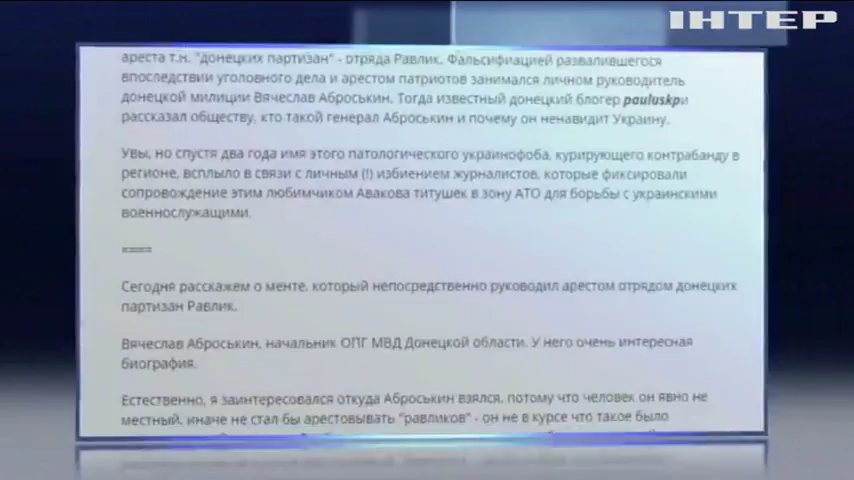 ІНТЕР
ареста т.н. "донецких партизан" - отряда Равлик. Фальсификацией развалившегося
впоследствии уголовного дела и арестом патриотов занимался личном руководитель
донецкой милиции Вячеслав Аброськин. Тогда известный донецкий блогер pauluskpи
рассказал обществу, кто такой генерал Аброськин и почему он ненавидит Украину.
Увы, но спустя два года имя этого патологического украинофоба, курирующего контрабанду в
регионе, всплыло в связи с личным (!) избиением журналистов, которые фиксировали
сопровождение этим любимчиком Авакова титушек в зону АТО для борьбы с украинскими
военнослужащими.
====
Сегодня расскажем о менте, который непосредственно руководил арестом отрядом донецких
партизан Равлик.
Вячеслав Аброськин, начальник ОПГ МВД Донецкой области. У него очень интересная
биография.
Естественно, я заинтересовался откуда Аброськин взялся, потому что человек он явно не
местный, иначе не стал бы арестовывать "равликов" - он не в курсе что такое было